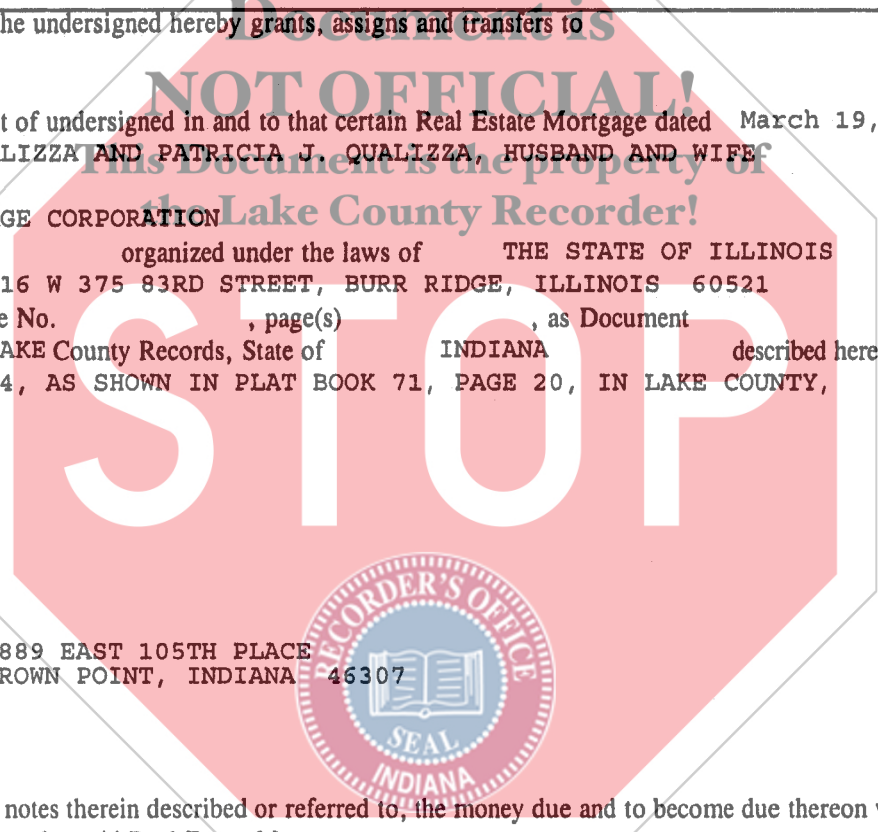 Document is
he undersigned hereby grants, assigns and transfers to
NOT OFFICIAL!
t of undersigned in and to that certain Real Estate Mortgage dated March 19,
LIZZA AND PATRICIA J. QUALIZZA, HUSBAND AND WIFE
This Document is the property of
the Lake County Recorder!
GE CORPORATION
organized under the laws of THE STATE OF ILLINOIS
16 W 375 83RD STREET, BURR RIDGE, ILLINOIS 60521
e No. , page(s) , as Document
AKE County Records, State of INDIANA described here
4, AS SHOWN IN PLAT BOOK 71, PAGE 20, IN LAKE COUNTY,
STOP
RECORDER'S OFFICE
889 EAST 105TH PLACE
ROWN POINT, INDIANA 46307
SEAL
INDIANA
notes therein described or referred to, the money due and to become due thereon